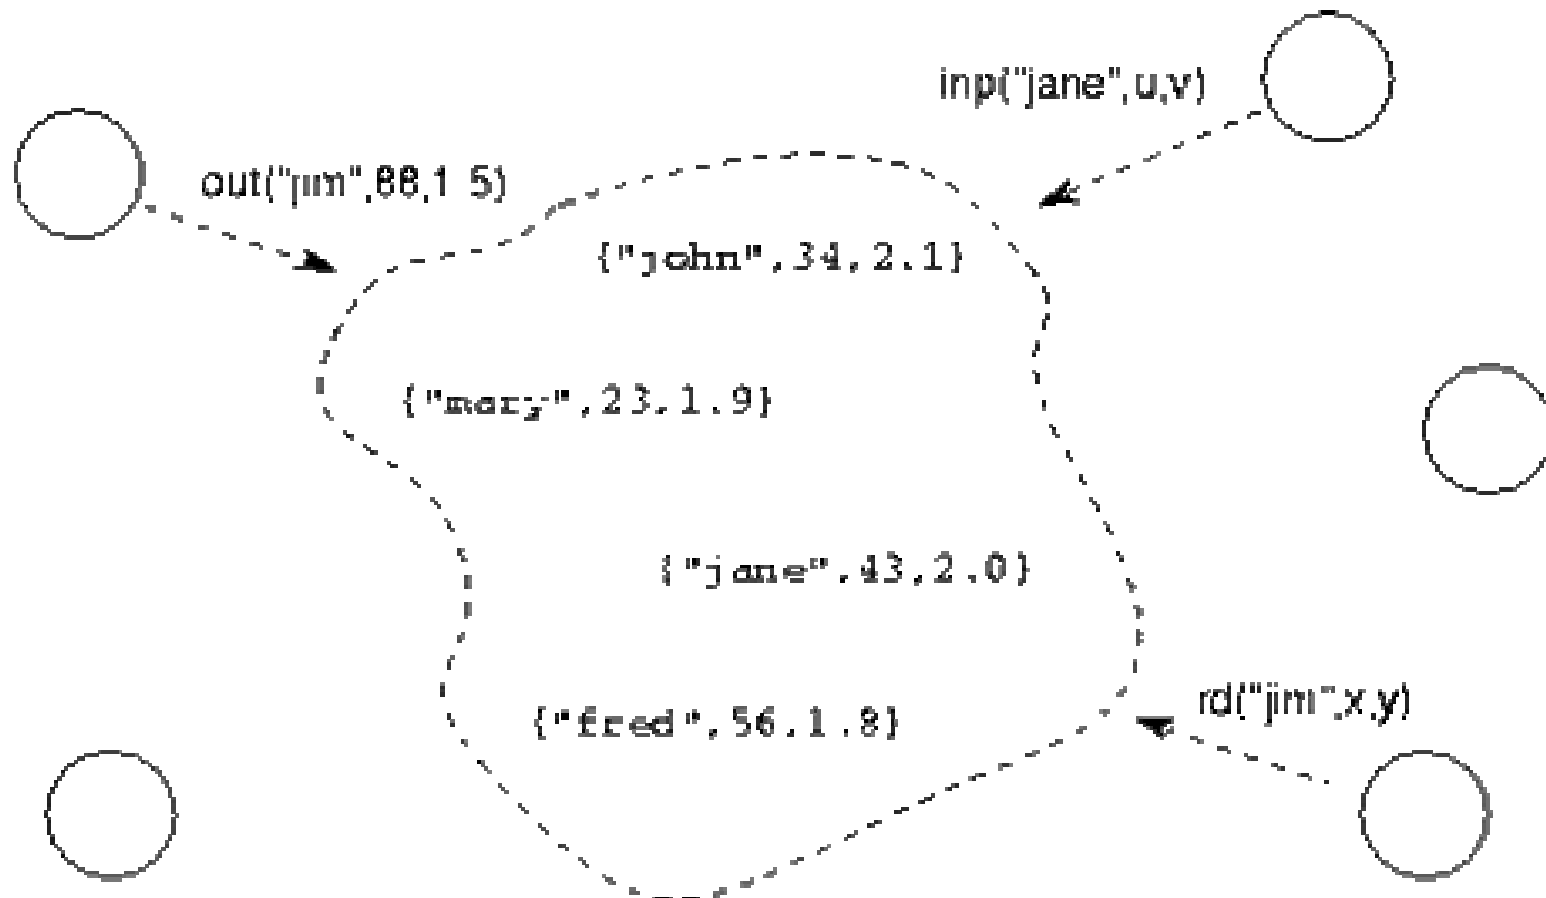 inp("jane",u,v)
out("jim",88,1 5)
{"john",34,2.1}
{"mary",23,1.9}
{"jane",43,2.0}
{"fred",56,1.8}
rd("jim",x,y)